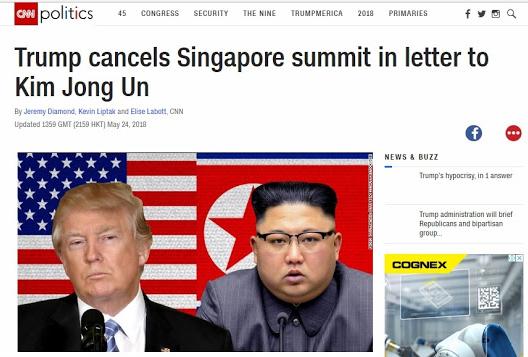 CNN politics 45 CONGRESS SECURITY THE NINE TRUMPMERICA 2018 PRIMARIES
Trump cancels Singapore summit in letter to
Kim Jong Un
By Jeremy Diamond, Kevin Liptak and Elise Labott, CNN
Updated 1359 GMT (2159 HKT) May 24, 2018
NEWS & BUZZ
Trump's hypocrisy, in 1 answer
Trump administration will brief
Republicans and bipartisan
group...
COGNEX